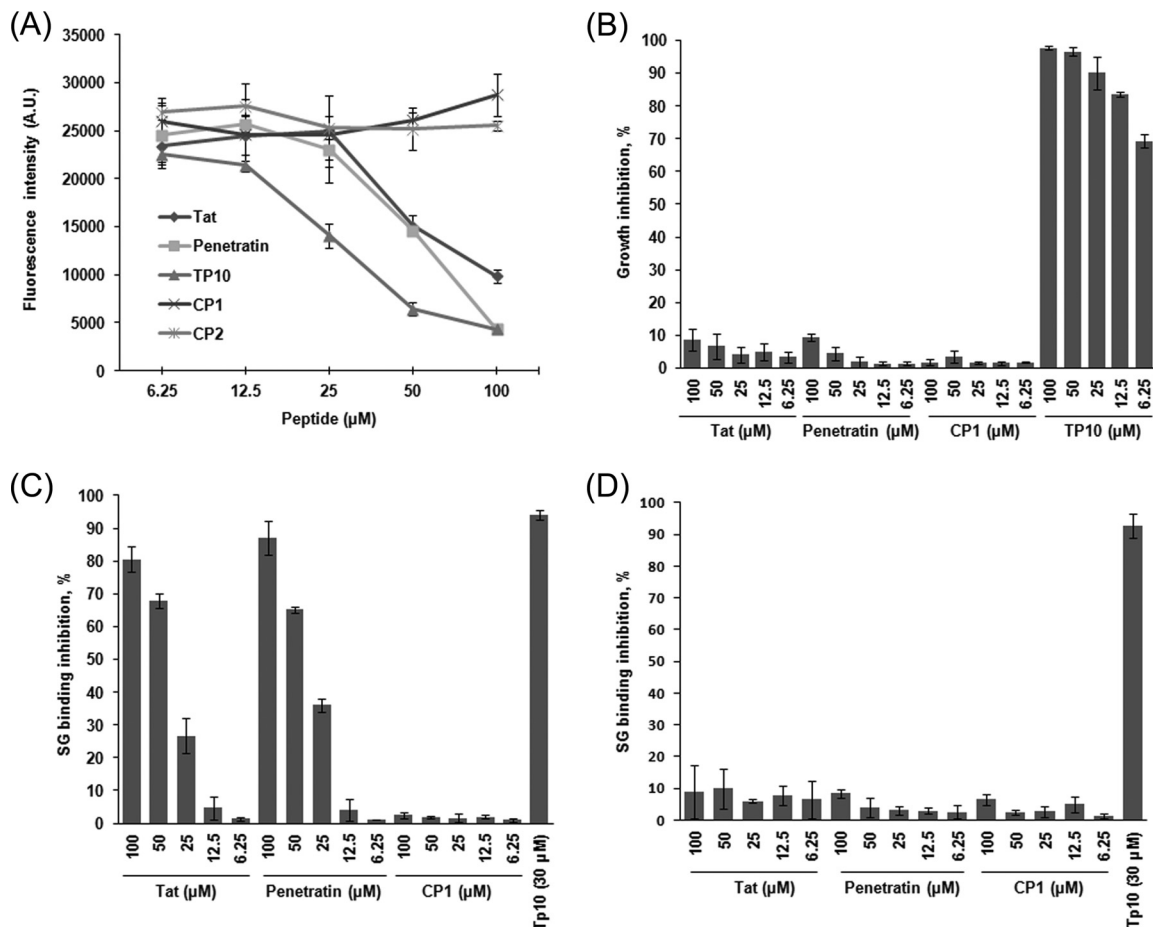 (A)
35000
30000
25000
20000
15000
10000
5000
0
Fluorescence intensity (A.U.)
Tat
Penetratin
TP10
CP1
CP2
6.25 12.5 25 50 100
Peptide (µM)
(B)
100
90
80
70
60
50
40
30
20
10
0
Growth inhibition, %
100 50 25 12.5 6.25 100 50 25 12.5 6.25 100 50 25 12.5 6.25 100 50 25 12.5 6.25
Tat (µM) Penetratin (µM) CP1 (µM) TP10 (µM)
(C)
100
90
80
70
60
50
40
30
20
10
0
SG binding inhibition, %
100 50 25 12.5 6.25 100 50 25 12.5 6.25 100 50 25 12.5 6.25 Tp10 (30 µM)
Tat (µM) Penetratin (µM) CP1 (µM)
(D)
100
90
80
70
60
50
40
30
20
10
0
SG binding inhibition, %
100 50 25 12.5 6.25 100 50 25 12.5 6.25 100 50 25 12.5 6.25 Tp10 (30 µM)
Tat (µM) Penetratin (µM) CP1 (µM)